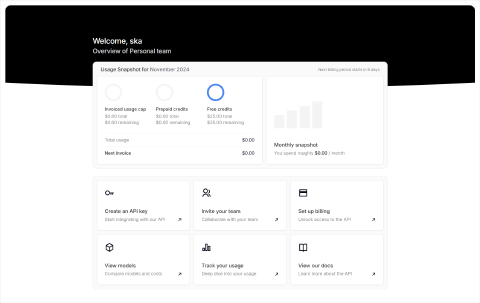 Welcome, ska
Overview of Personal team
Usage Snapshot for November 2024
Next billing period starts in 6 days
Invoiced usage cap
$0.00 total
$0.00 remaining
Prepaid credits
$0.00 total
$0.00 remaining
Free credits
$25.00 total
$25.00 remaining
Total usage
$0.00
Next invoice
$0.00
Monthly snapshot
You spend roughly $0.00 / month
Create an API key
Start integrating with our API
Invite your team
Collaborate with your team
Set up billing
Unlock access to the API
View models
Compare models and costs
Track your usage
Deep dive into your usage
View our docs
Learn more about the API